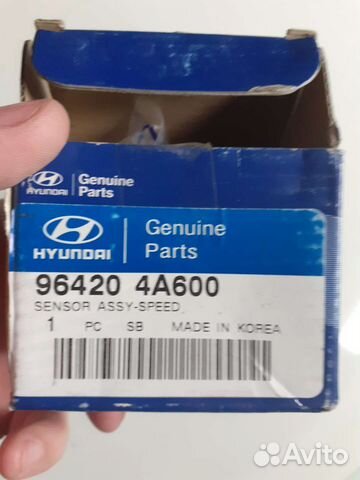 HYUNDAI
Genuine
Parts
HYUNDAI
Genuine
Parts
96420 4A600
SENSOR ASSY-SPEED
1 PC SB MADE IN KOREA
Avito